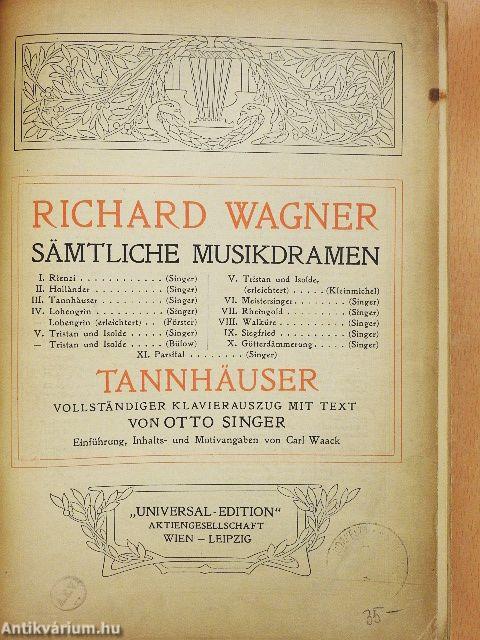 RICHARD WAGNER
SÄMTLICHE MUSIKDRAMEN
I. Rienzi . . . . . . . . . . . (Singer)
II. Holländer . . . . . . . . . (Singer)
III. Tannhäuser . . . . . . . . (Singer)
IV. Lohengrin . . . . . . . . . (Singer)
— Lohengrin (erleichtert) . . (Förster)
V. Tristan und Isolde . . . . . (Singer)
— Tristan und Isolde . . . . . (Bülow)
V. Tristan und Isolde,
(erleichtert) . . . . . (Kleinmichel)
VI. Meistersinger . . . . . . . . (Singer)
VII. Rheingold . . . . . . . . . (Singer)
VIII. Walküre . . . . . . . . . . (Singer)
IX. Siegfried . . . . . . . . . . (Singer)
X. Götterdämmerung . . . . . (Singer)
XI. Parsifal . . . . . . . . (Singer)
TANNHÄUSER
VOLLSTÄNDIGER KLAVIERAUSZUG MIT TEXT
VON OTTO SINGER
Einführung, Inhalts- und Motivangaben von Carl Waack
„UNIVERSAL-EDITION“
AKTIENGESELLSCHAFT
WIEN — LEIPZIG
35—
Antikvárium.hu